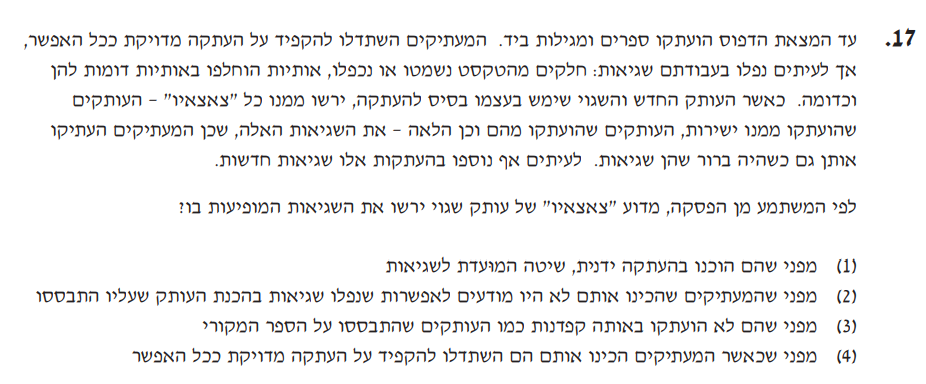 17. עד המצאת הדפוס הועתקו ספרים ומגילות ביד. המעתיקים השתדלו להקפיד על העתקה מדויקת ככל האפשר,
אך לעיתים נפלו בעבודתם שגיאות: חלקים מהטקסט נשמטו או נכפלו, אותיות הוחלפו באותיות דומות להן
וכדומה. כאשר העותק החדש והשגוי שימש בעצמו בסיס להעתקה, ירשו ממנו כל "צאצאיו" – העותקים
שהועתקו ממנו ישירות, העותקים שהועתקו מהם וכן הלאה – את השגיאות האלה, שכן המעתיקים העתיקו
אותן גם כשהיה ברור שהן שגיאות. לעיתים אף נוספו בהעתקות אלו שגיאות חדשות.
לפי המשתמע מן הפסקה, מדוע "צאצאיו" של עותק שגוי ירשו את השגיאות המופיעות בו?
(1) מפני שהם הוכנו בהעתקה ידנית, שיטה המוּעדת לשגיאות
(2) מפני שהמעתיקים שהכינו אותם לא היו מודעים לאפשרות שנפלו שגיאות בהכנת העותק שעליו התבססו
(3) מפני שהם לא הועתקו באותה קפדנות כמו העותקים שהתבססו על הספר המקורי
(4) מפני שכאשר המעתיקים הכינו אותם הם השתדלו להקפיד על העתקה מדויקת ככל האפשר